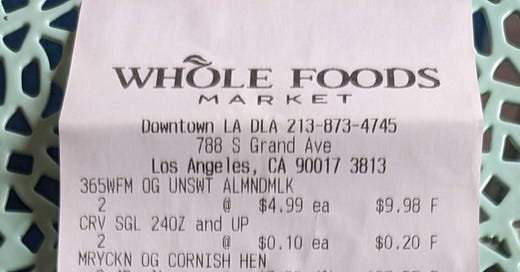 WHOLE FOODS
MARKET
Downtown LA DLA 213-873-4745
788 S Grand Ave
Los Angeles, CA 90017 3813
365WFM OG UNSWT ALMNDMLK
2 @ $4.99 ea $9.98 F
CRV SGL 24OZ and UP
2 @ $0.10 ea $0.20 F
MRYCKN OG CORNISH HEN